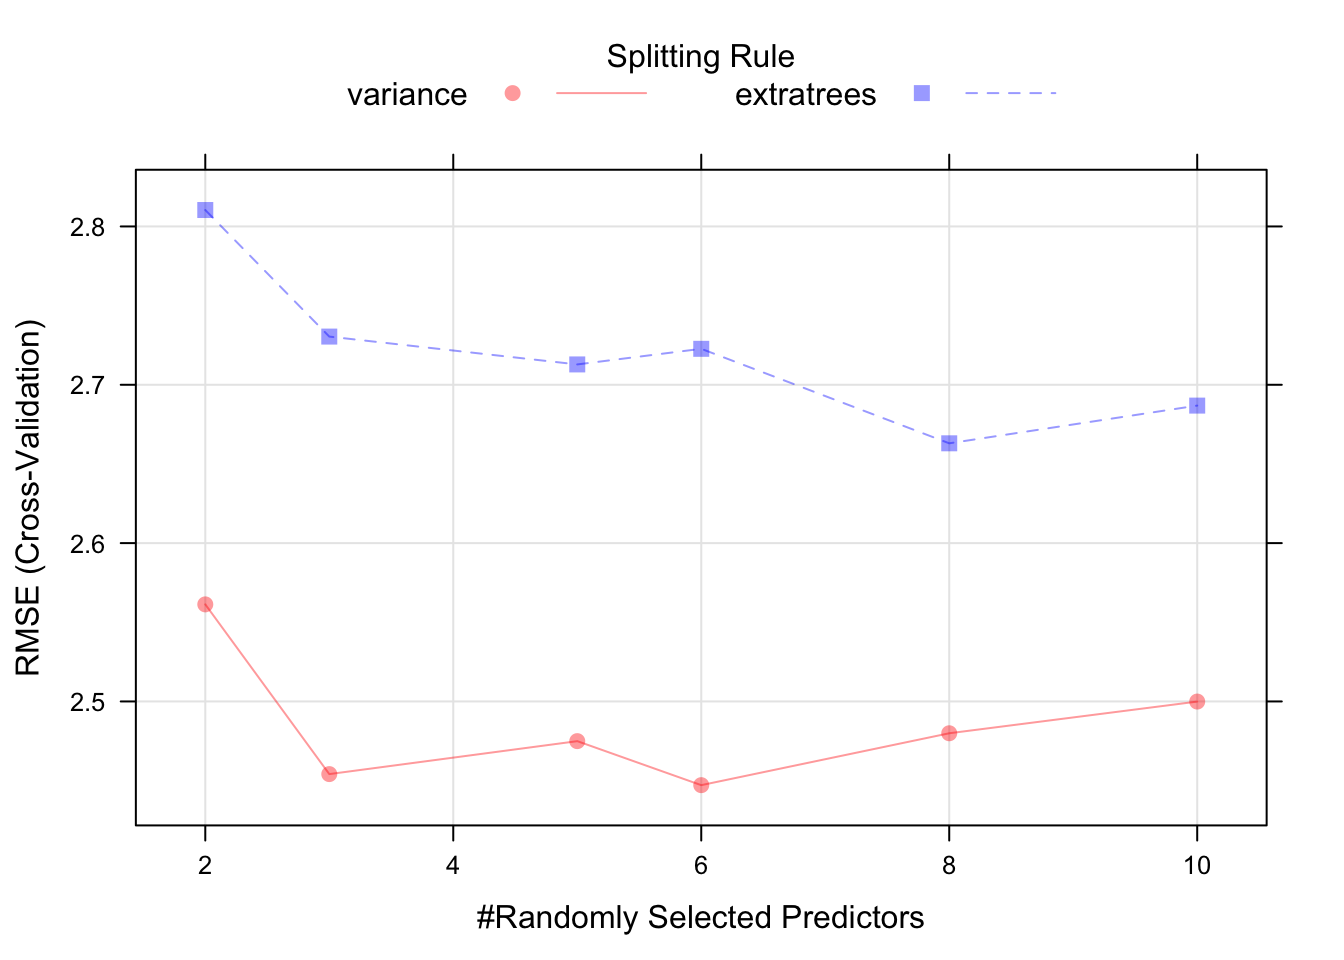 Splitting Rule
variance extratrees
2.8
2.7
2.6
2.5
RMSE (Cross-Validation)
2 4 6 8 10
#Randomly Selected Predictors